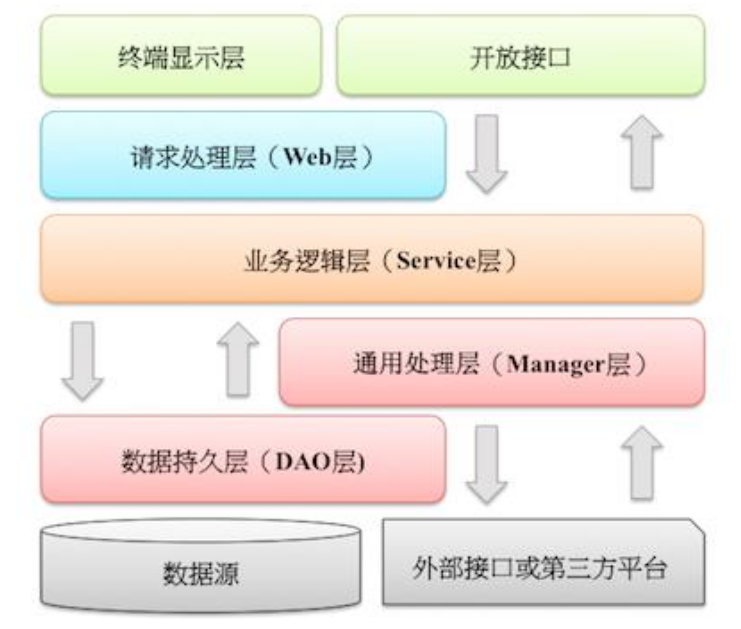 终端显示层
开放接口
请求处理层（Web层）
业务逻辑层（Service层）
通用处理层（Manager层）
数据持久层（DAO层)
数据源
外部接口或第三方平台